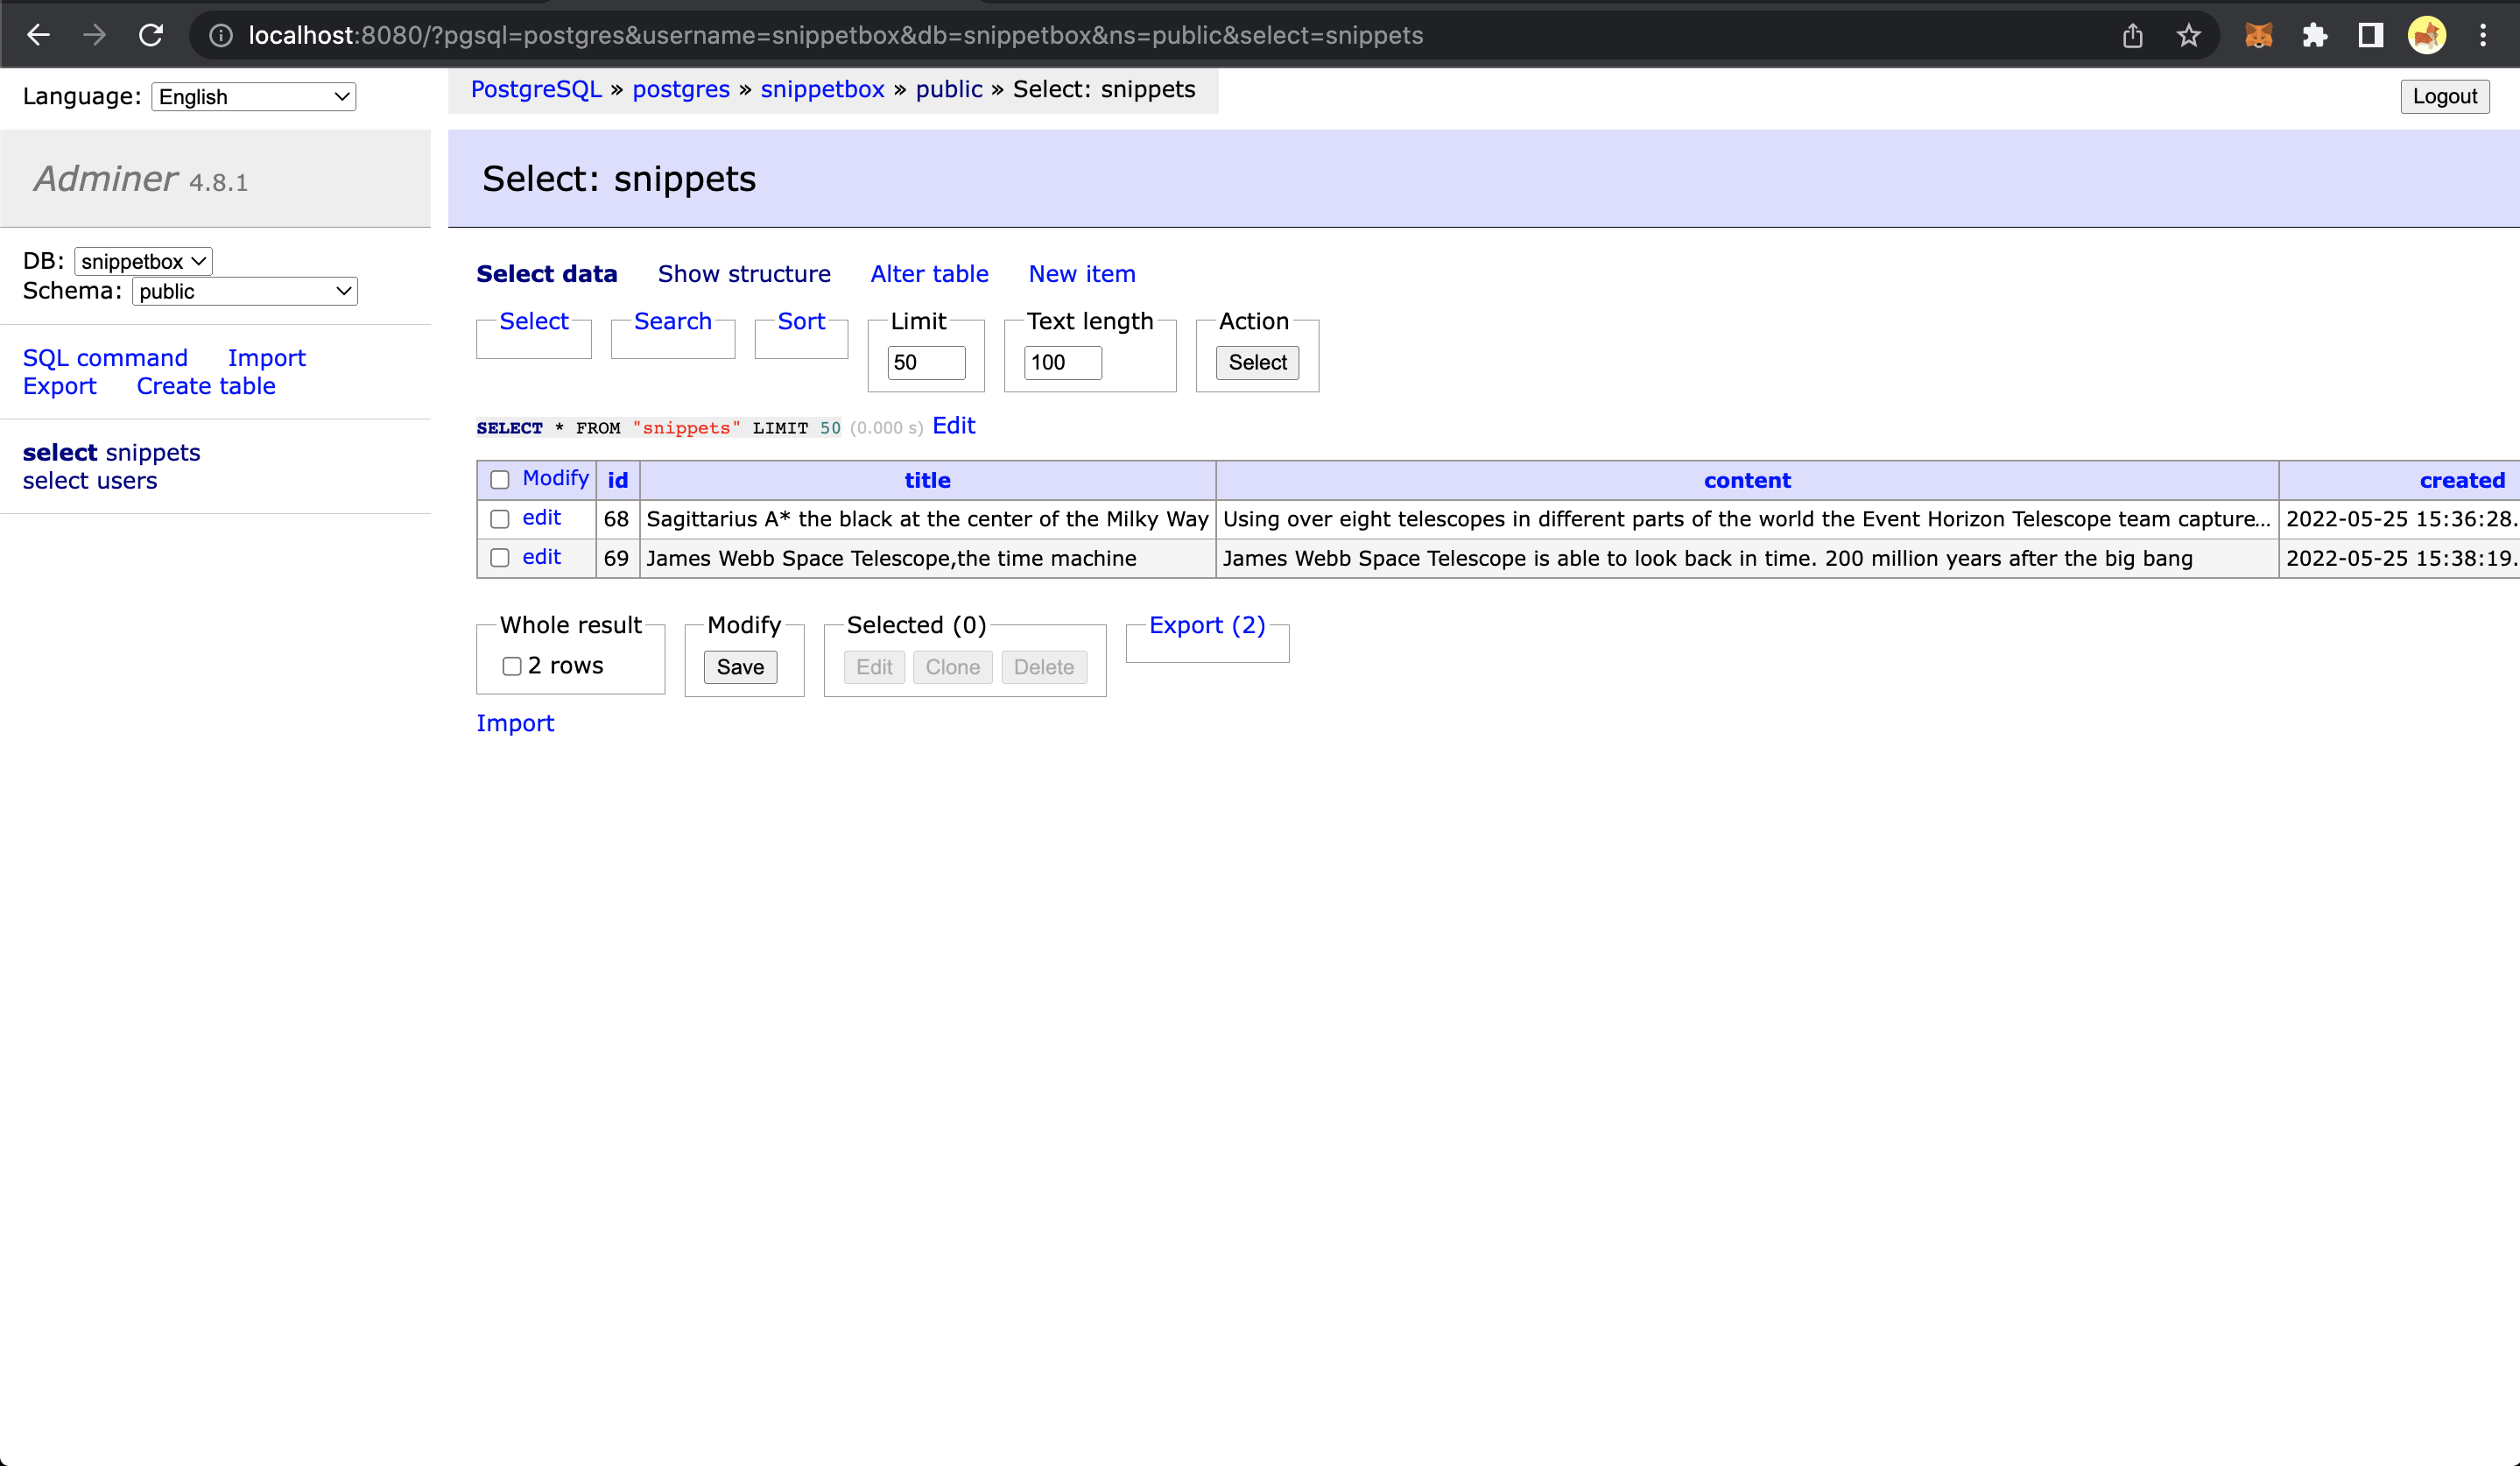 localhost:8080/?pgsql=postgres&username=snippetbox&db=snippetbox&ns=public&select=snippets
Language: English
PostgreSQL » postgres » snippetbox » public » Select: snippets
Logout
Adminer 4.8.1
Select: snippets
DB: snippetbox
Schema: public
SQL command Import
Export Create table
select snippets
select users
Select data Show structure Alter table New item
Select Search Sort Limit Text length Action
50 100 Select
SELECT * FROM "snippets" LIMIT 50 (0.000 s) Edit
Modify id title content created
edit 68 Sagittarius A* the black at the center of the Milky Way Using over eight telescopes in different parts of the world the Event Horizon Telescope team capture... 2022-05-25 15:36:28.
edit 69 James Webb Space Telescope,the time machine James Webb Space Telescope is able to look back in time. 200 million years after the big bang 2022-05-25 15:38:19.
Whole result Modify Selected (0) Export (2)
2 rows Save Edit Clone Delete
Import